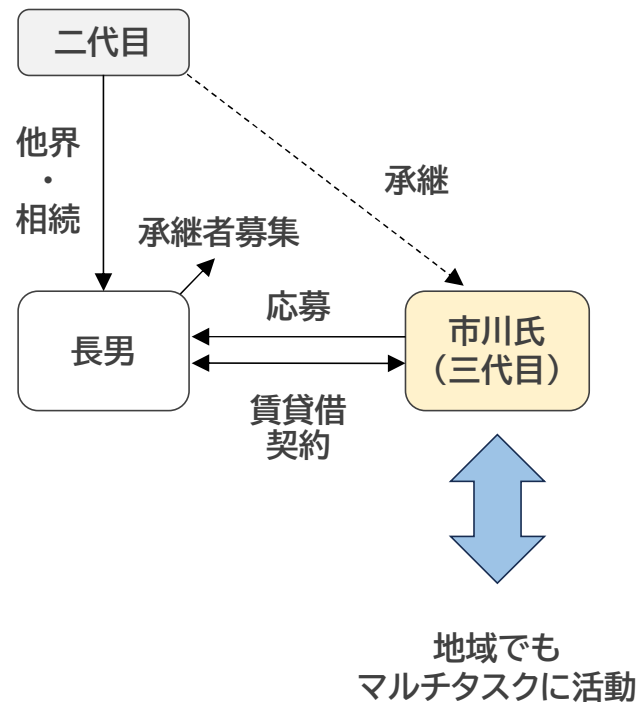 二代目
他界
・
相続
承継
承継者募集
応募
長男
市川氏
（三代目）
賃貸借
契約
地域でも
マルチタスクに活動